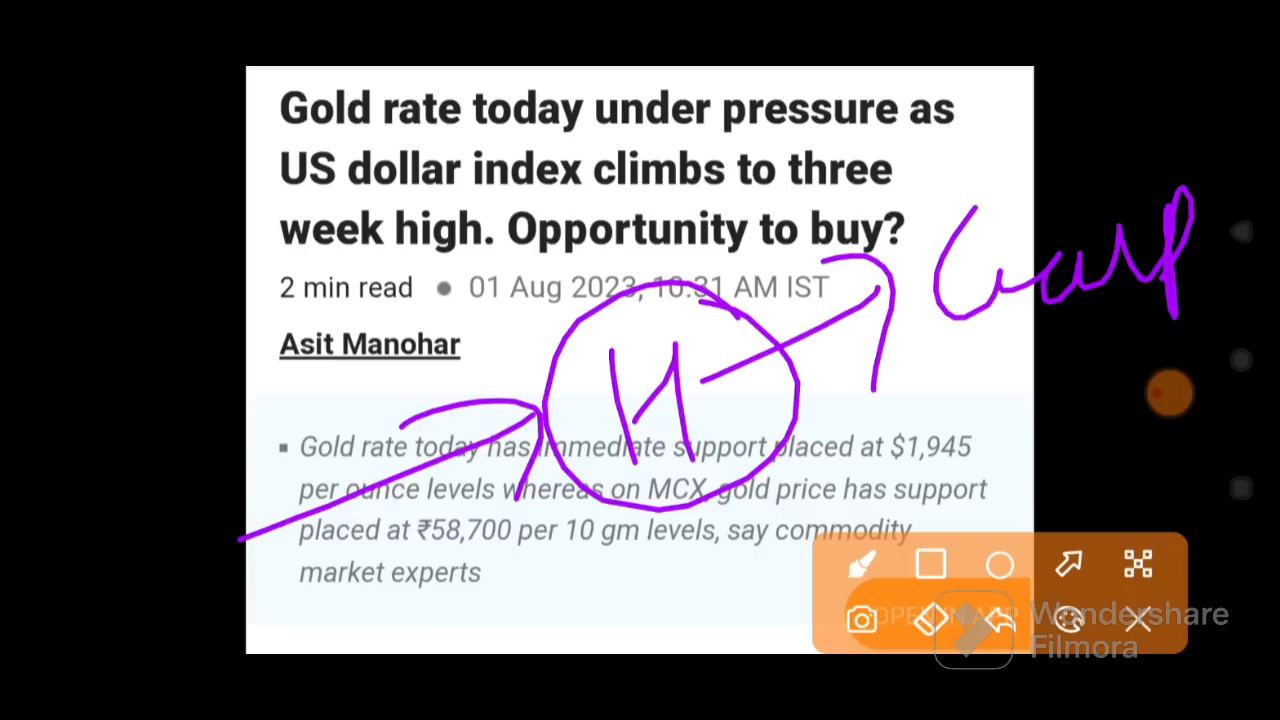 Gold rate today under pressure as
US dollar index climbs to three
week high. Opportunity to buy?
2 min read • 01 Aug 2023, 10:31 AM IST
Asit Manohar
▪ Gold rate today has immediate support placed at $1,945
per ounce levels whereas on MCX, gold price has support
placed at ₹58,700 per 10 gm levels, say commodity
market experts
OPEN IN APP
Wondershare
Filmora